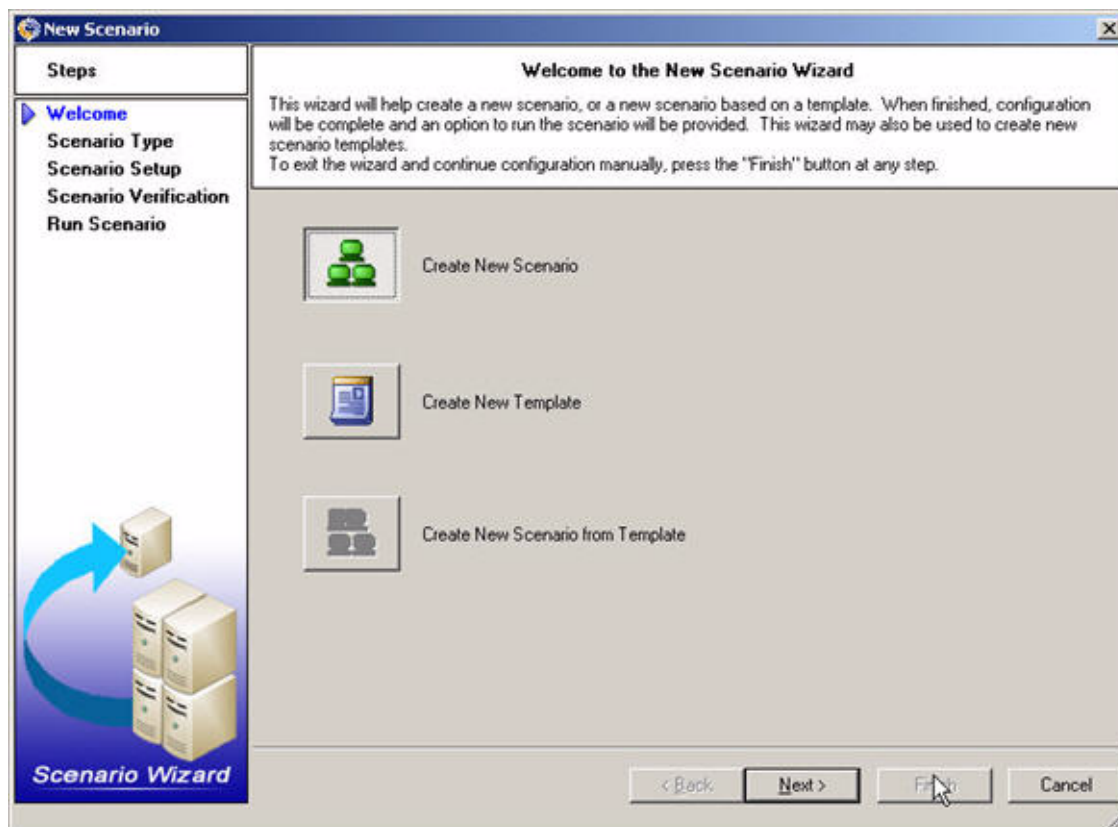 New Scenario
Steps
Welcome
Scenario Type
Scenario Setup
Scenario Verification
Run Scenario
Welcome to the New Scenario Wizard
This wizard will help create a new scenario, or a new scenario based on a template. When finished, configuration
will be complete and an option to run the scenario will be provided. This wizard may also be used to create new
scenario templates.
To exit the wizard and continue configuration manually, press the "Finish" button at any step.
Create New Scenario
Create New Template
Create New Scenario from Template
Scenario Wizard
< Back
Next >
Finish
Cancel